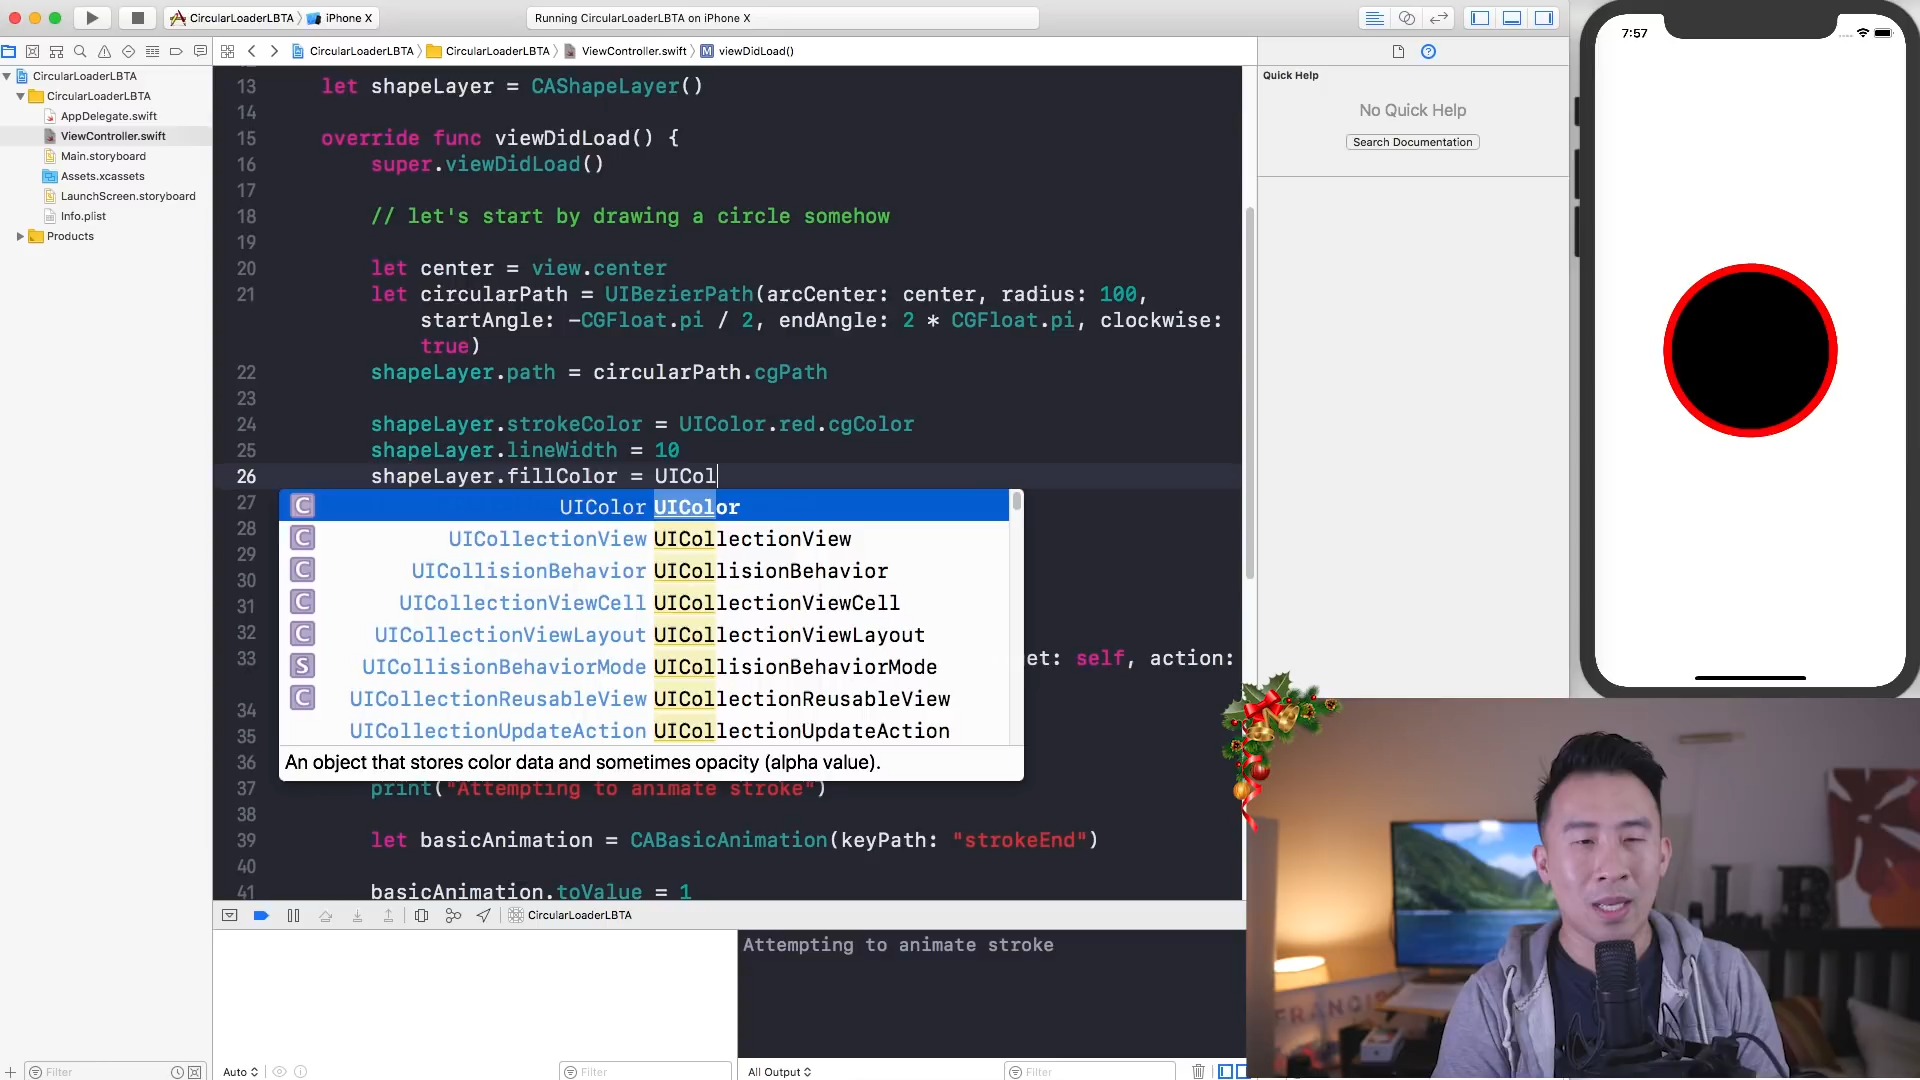 CircularLoaderLBTA
iPhone X
Running CircularLoaderLBTA on iPhone X
CircularLoaderLBTA
CircularLoaderLBTA
ViewController.swift
M
viewDidLoad()
CircularLoaderLBTA
CircularLoaderLBTA
AppDelegate.swift
ViewController.swift
Main.storyboard
Assets.xcassets
LaunchScreen.storyboard
Info.plist
Products
13 let shapeLayer = CAShapeLayer()
14
15 override func viewDidLoad() {
16 super.viewDidLoad()
17
18 // let's start by drawing a circle somehow
19
20 let center = view.center
21 let circularPath = UIBezierPath(arcCenter: center, radius: 100,
startAngle: -CGFloat.pi / 2, endAngle: 2 * CGFloat.pi, clockwise:
true)
22 shapeLayer.path = circularPath.cgPath
23
24 shapeLayer.strokeColor = UIColor.red.cgColor
25 shapeLayer.lineWidth = 10
26 shapeLayer.fillColor = UICol
27
28
29
30
31
32
33 et: self, action:
34
35
36
C UIColor UIColor
C UICollectionView UICollectionView
C UICollisionBehavior UICollisionBehavior
C UICollectionViewCell UICollectionViewCell
C UICollectionViewLayout UICollectionViewLayout
S UICollisionBehaviorMode UICollisionBehaviorMode
C UICollectionReusableView UICollectionReusableView
UICollectionUpdateAction UICollectionUpdateAction
An object that stores color data and sometimes opacity (alpha value).
37 print("Attempting to animate stroke")
38
39 let basicAnimation = CABasicAnimation(keyPath: "strokeEnd")
40
41 basicAnimation.toValue = 1
CircularLoaderLBTA
Attempting to animate stroke
Filter
Auto
Filter
All Output
Filter
Quick Help
No Quick Help
Search Documentation
7:57
LB